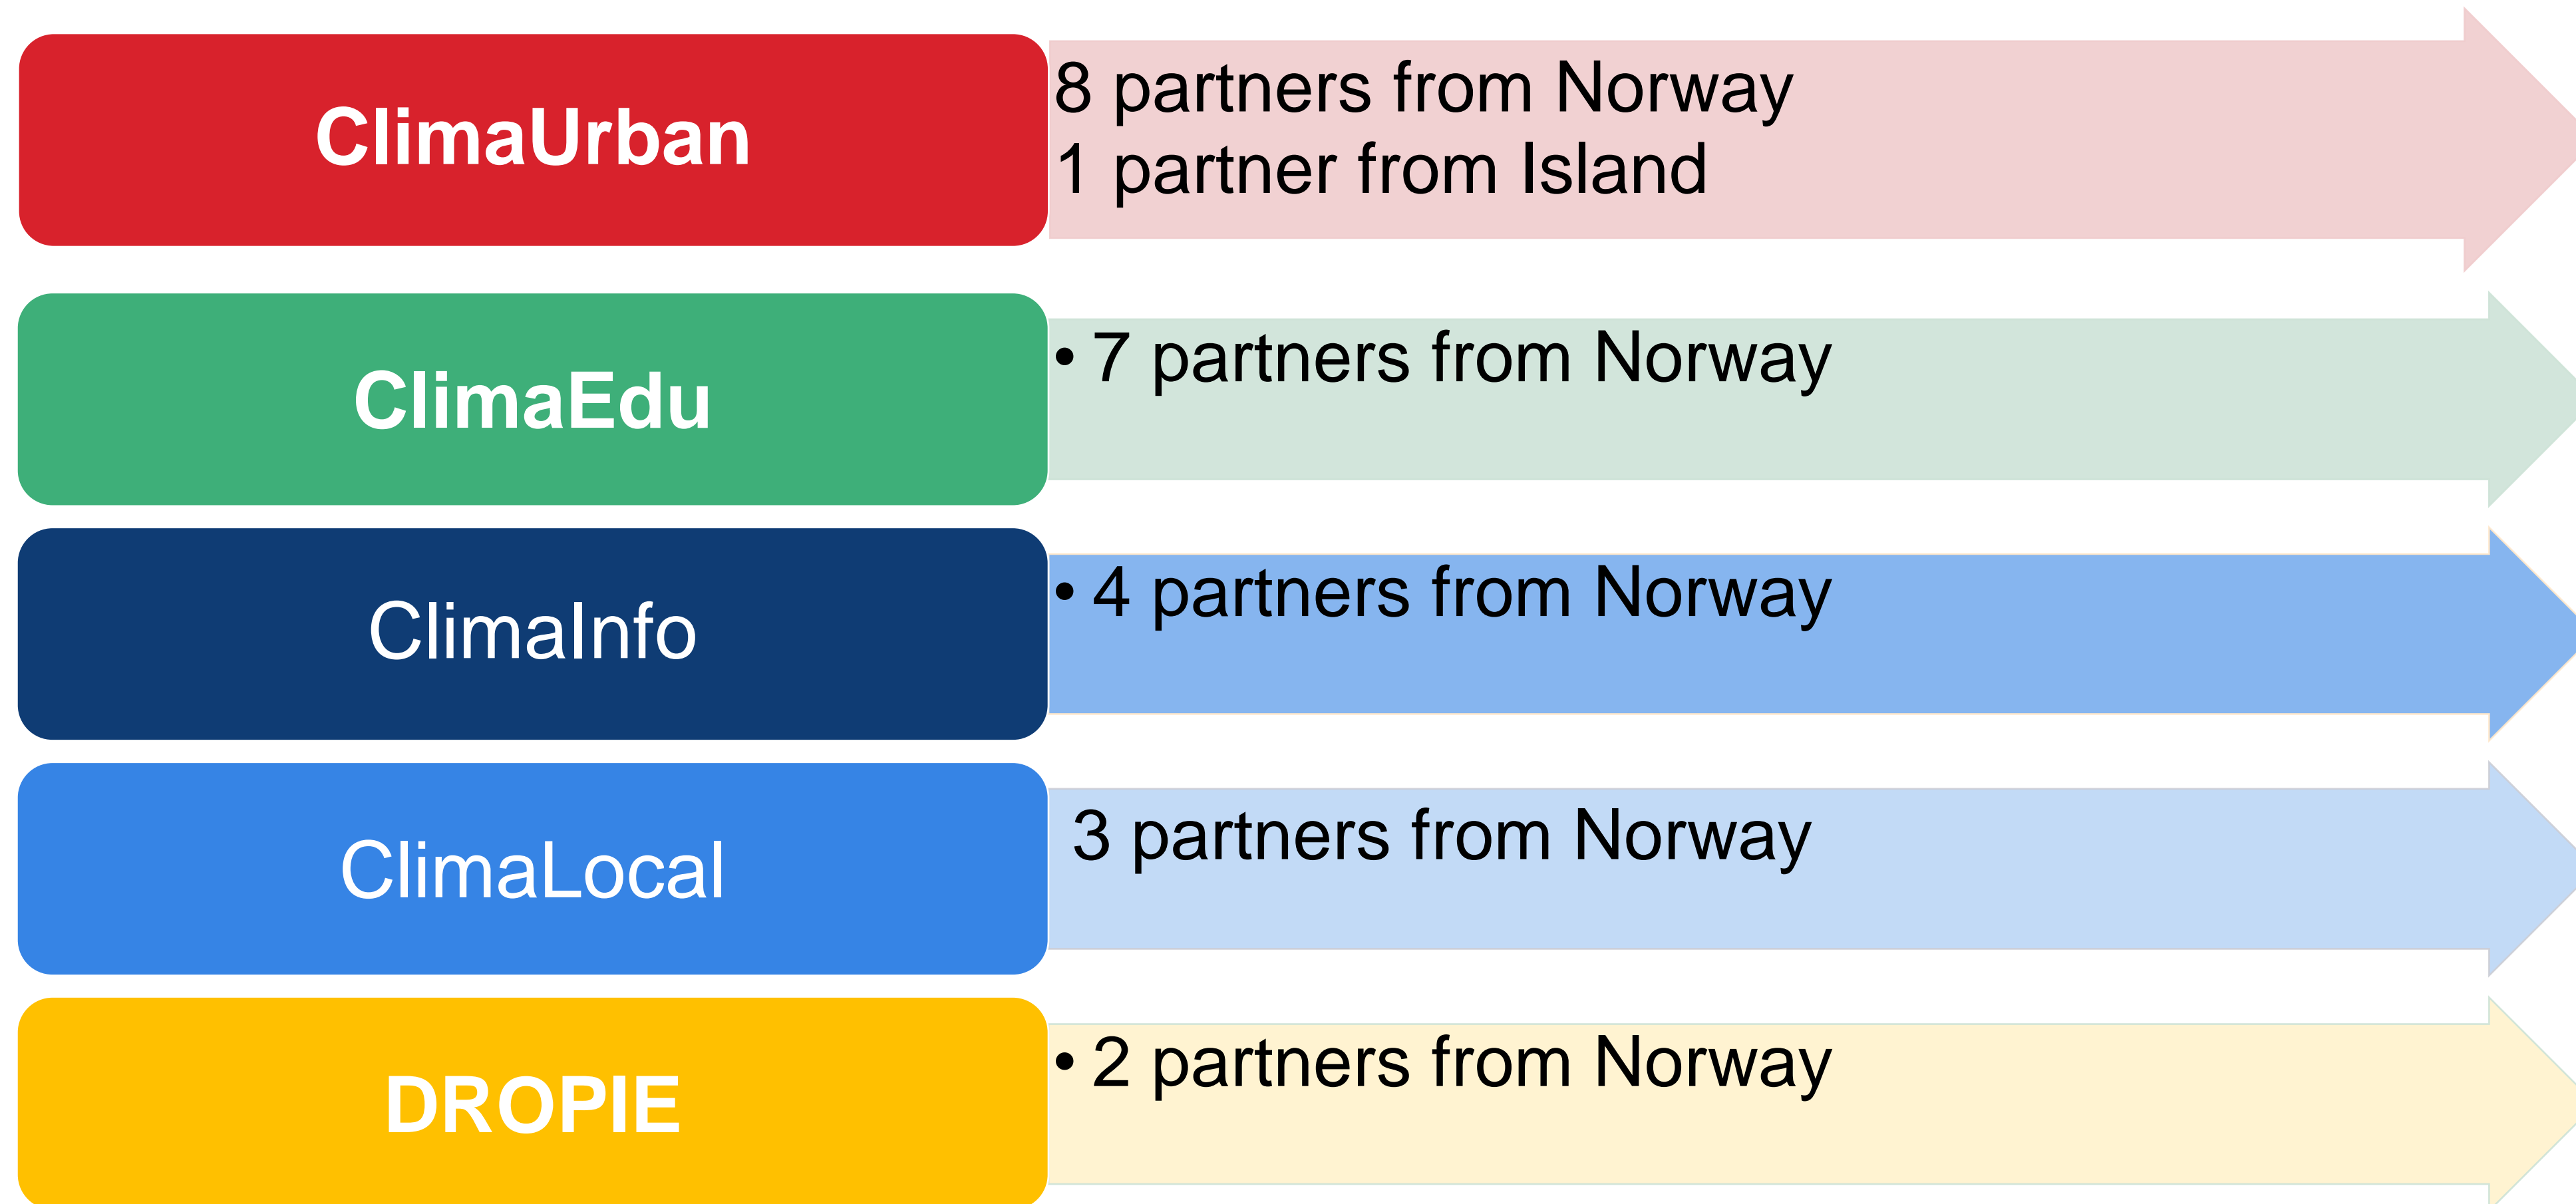 ClimaUrban
8 partners from Norway
1 partner from Island
ClimaEdu
• 7 partners from Norway
ClimaInfo
• 4 partners from Norway
ClimaLocal
3 partners from Norway
DROPIE
• 2 partners from Norway